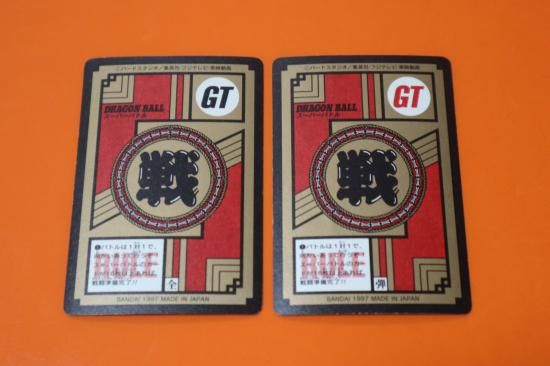 ©バードスタジオ/集英社・フジテレビ・東映動画
GT
DRAGON BALL
スーパーバトル
戦
RULE
❶バトルは1対1で、
戦闘準備完了!!
全
BANDAI 1997 MADE IN JAPAN
©バードスタジオ/集英社・フジテレビ・東映動画
GT
DRAGON BALL
スーパーバトル
戦
RULE
❶バトルは1対1で、
戦闘準備完了!!
弾
BANDAI 1997 MADE IN JAPAN